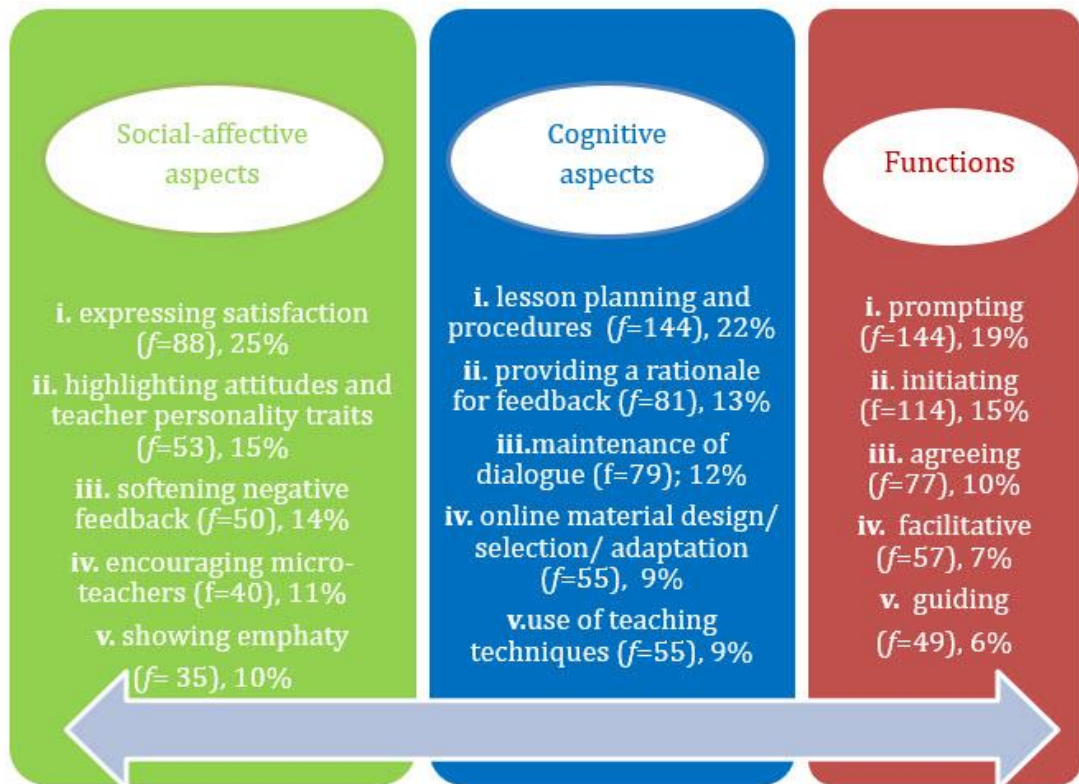 Social-affective
aspects
i. expressing satisfaction
(f=88), 25%
ii. highlighting attitudes and
teacher personality traits
(f=53), 15%
iii. softening negative
feedback (f=50), 14%
iv. encouraging micro-
teachers (f=40), 11%
v. showing emphaty
(f= 35), 10%
Cognitive
aspects
i. lesson planning and
procedures (f=144), 22%
ii. providing a rationale
for feedback (f=81), 13%
iii.maintenance of
dialogue (f=79); 12%
iv. online material design/
selection/ adaptation
(f=55), 9%
v.use of teaching
techniques (f=55), 9%
Functions
i. prompting
(f=144), 19%
ii. initiating
(f=114), 15%
iii. agreeing
(f=77), 10%
iv. facilitative
(f=57), 7%
v. guiding
(f=49), 6%